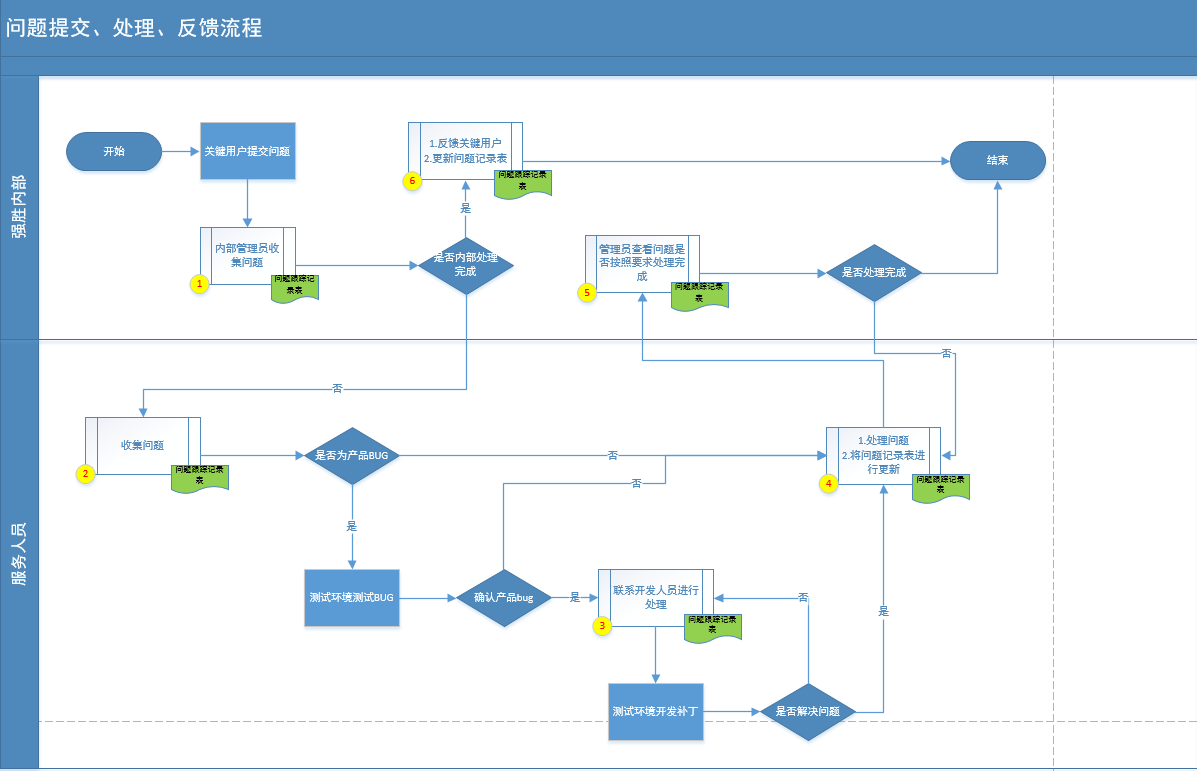 问题提交、处理、反馈流程
强胜内部
开始
关键用户提交问题
1.反馈关键用户
2.更新问题记录表
6
问题跟踪记录
表
结束
是
内部管理员收
集问题
1
问题跟踪记
录表
是否内部处理
完成
管理员查看问题是
否按照要求处理完
成
5
问题跟踪记录
表
是否处理完成
否
否
服务人员
收集问题
2
问题跟踪记录
表
是否为产品BUG
否
否
1.处理问题
2.将问题记录表进
行更新
4
问题跟踪记录
表
是
测试环境测试BUG
确认产品bug
是
联系开发人员进行
处理
3
问题跟踪记录
表
否
是
测试环境开发补丁
是否解决问题